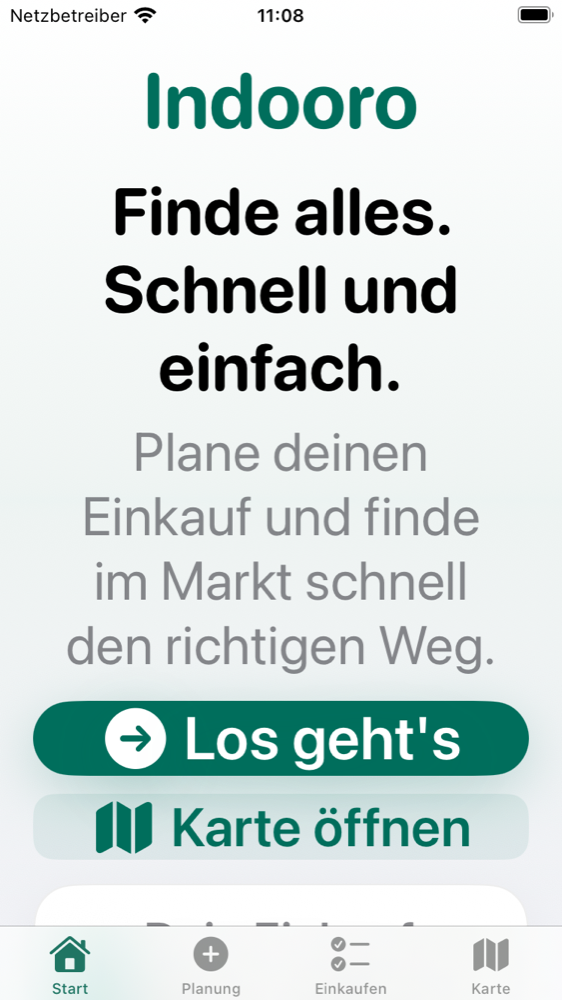 Netzbetreiber 11:08
Indooro
Finde alles.
Schnell und
einfach.
Plane deinen
Einkauf und finde
im Markt schnell
den richtigen Weg.
Los geht's
Karte öffnen
Start Planung Einkaufen Karte